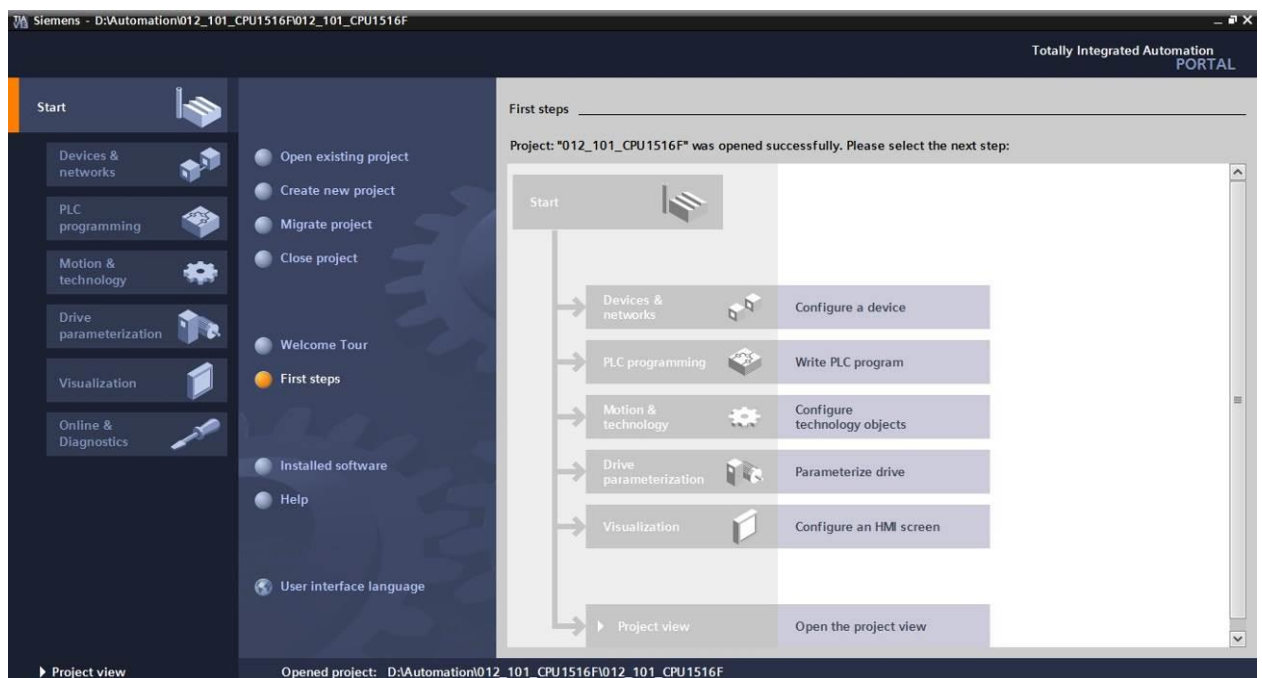 Siemens - D:\Automation\012_101_CPU1516F\012_101_CPU1516F
Totally Integrated Automation
PORTAL
Start
Devices &
networks
PLC
programming
Motion &
technology
Drive
parameterization
Visualization
Online &
Diagnostics
Open existing project
Create new project
Migrate project
Close project
Welcome Tour
First steps
Installed software
Help
User interface language
First steps
Project: "012_101_CPU1516F" was opened successfully. Please select the next step:
Start
Devices &
networks
Configure a device
PLC programming
Write PLC program
Motion &
technology
Configure
technology objects
Drive
parameterization
Parameterize drive
Visualization
Configure an HMI screen
Project view
Open the project view
Project view
Opened project: D:\Automation\012_101_CPU1516F\012_101_CPU1516F